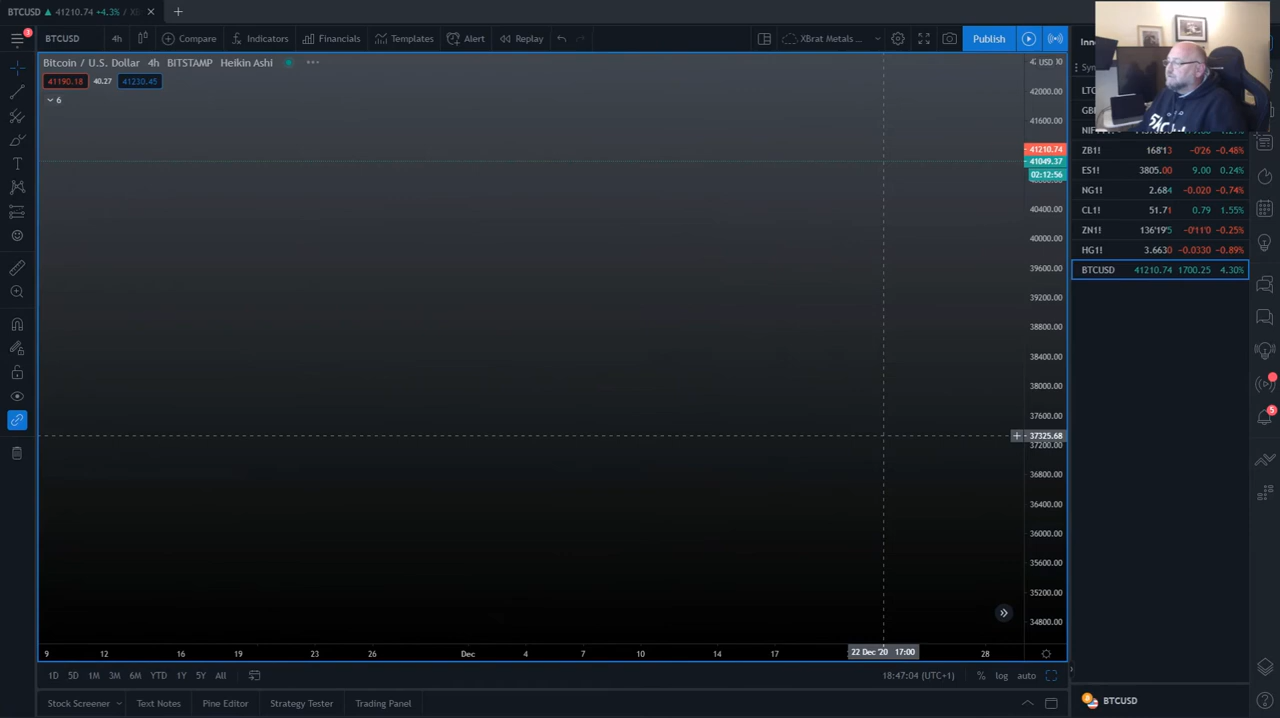 BTCUSD ▲ 41210.74 +4.3% / XB
BTCUSD 4h Compare Indicators Financials Templates Alert Replay XBrat Metals ... Publish
Bitcoin / U.S. Dollar 4h BITSTAMP Heikin Ashi
41190.18 40.27 41230.45
6
USD
42000.00
41600.00
41210.74
41049.37
02:12:56
40400.00
40000.00
39600.00
39200.00
38800.00
38400.00
38000.00
37600.00
37325.68
37200.00
36800.00
36400.00
36000.00
35600.00
35200.00
34800.00
9 12 16 19 23 26 Dec 4 7 10 14 17 22 Dec '20 17:00 28
1D 5D 1M 3M 6M YTD 1Y 5Y All 18:47:04 (UTC+1) % log auto
Stock Screener Text Notes Pine Editor Strategy Tester Trading Panel
ZB1! 168'13 -0'26 -0.48%
ES1! 3805.00 9.00 0.24%
NG1! 2.684 -0.020 -0.74%
CL1! 51.71 0.79 1.55%
ZN1! 136'19'5 -0'11'0 -0.25%
HG1! 3.6630 -0.0330 -0.89%
BTCUSD 41210.74 1700.25 4.30%
BTCUSD
3
5